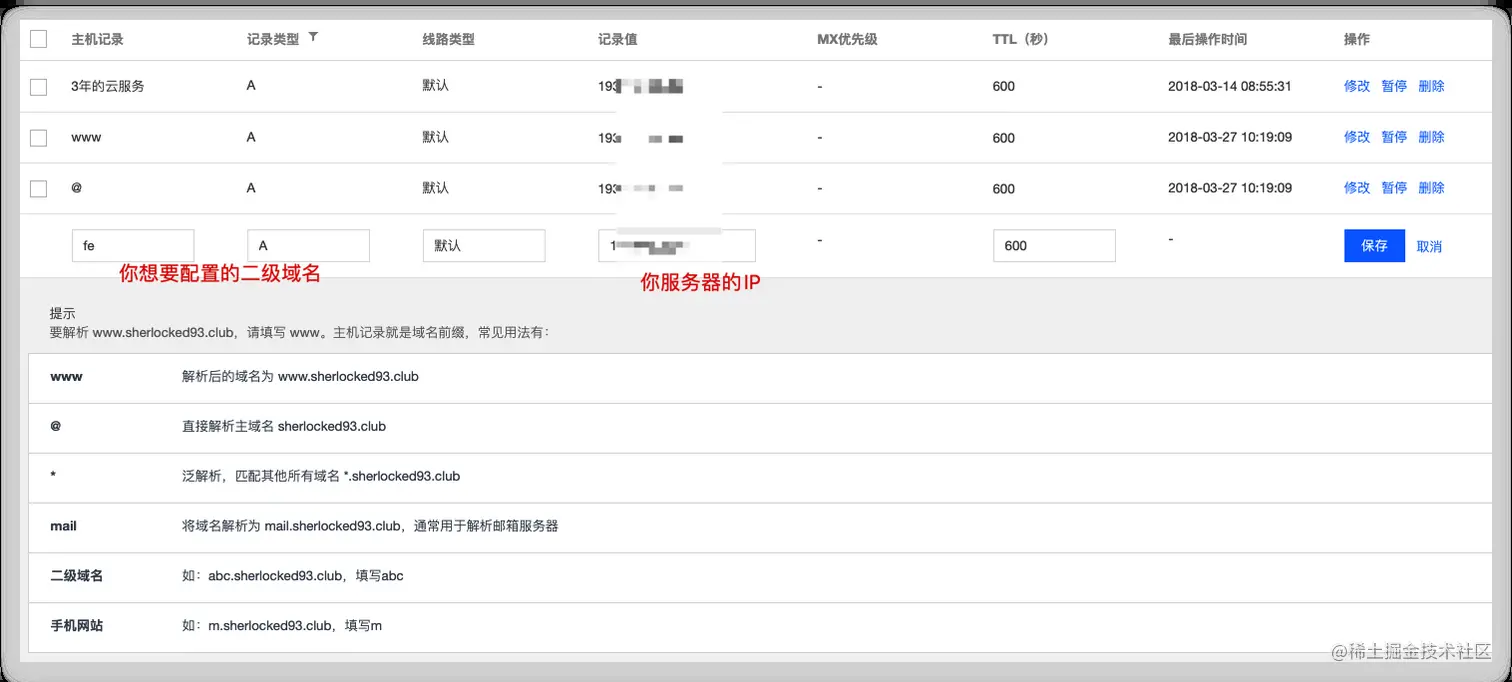 主机记录 记录类型 线路类型 记录值 MX优先级 TTL（秒） 最后操作时间 操作
3年的云服务 A 默认 193 - 600 2018-03-14 08:55:31 修改 暂停 删除
www A 默认 193 - 600 2018-03-27 10:19:09 修改 暂停 删除
@ A 默认 193 - 600 2018-03-27 10:19:09 修改 暂停 删除
fe A 默认 1 - 600 - 保存 取消
你想要配置的二级域名 你服务器的IP
提示
要解析 www.sherlocked93.club，请填写 www。主机记录就是域名前缀，常见用法有：
www 解析后的域名为 www.sherlocked93.club
@ 直接解析主域名 sherlocked93.club
* 泛解析，匹配其他所有域名 *.sherlocked93.club
mail 将域名解析为 mail.sherlocked93.club，通常用于解析邮箱服务器
二级域名 如：abc.sherlocked93.club，填写abc
手机网站 如：m.sherlocked93.club，填写m
@稀土掘金技术社区